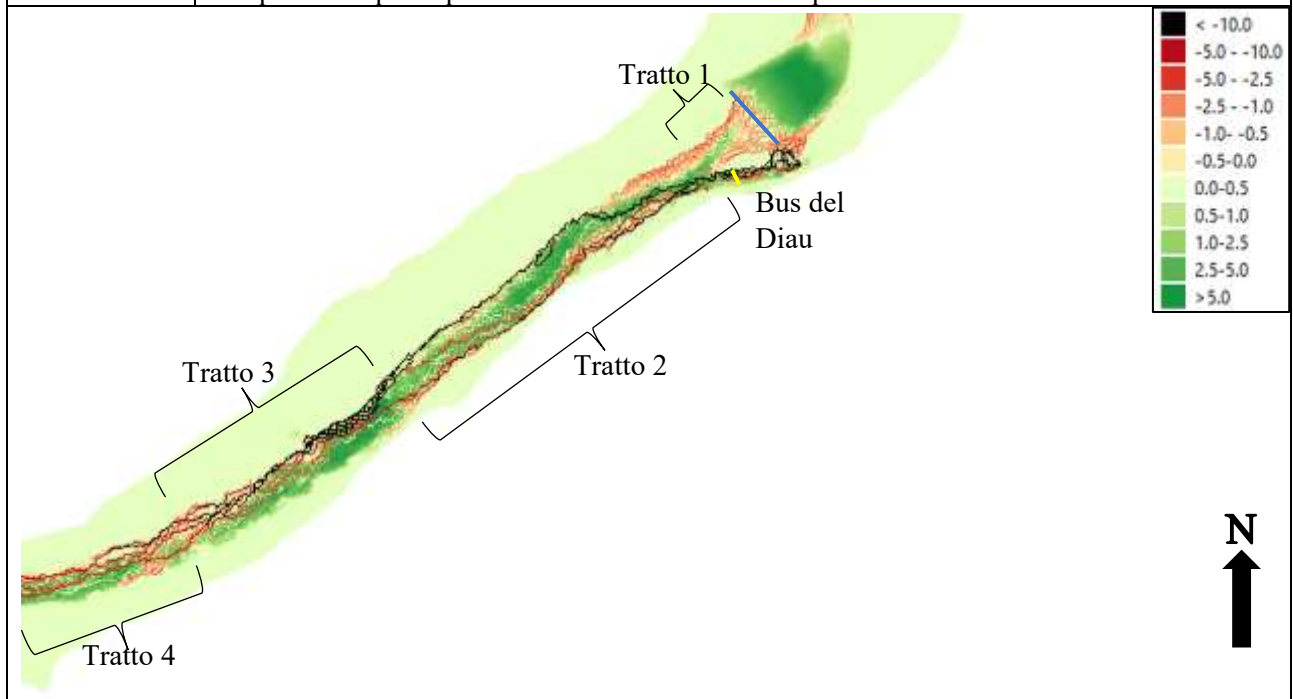 Tratto 1
Bus del
Diau
Tratto 2
Tratto 3
Tratto 4
< -10.0
-5.0 - -10.0
-5.0 - -2.5
-2.5 - -1.0
-1.0- -0.5
-0.5-0.0
0.0-0.5
0.5-1.0
1.0-2.5
2.5-5.0
>5.0
N